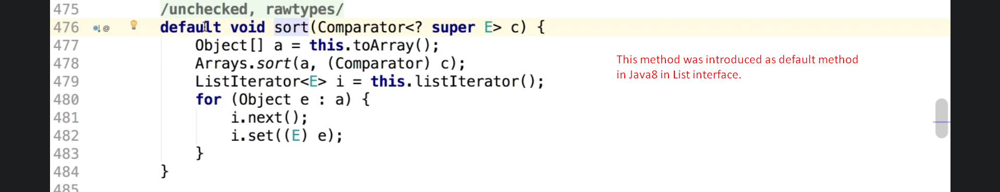 475 /unchecked, rawtypes/
476 default void sort(Comparator<? super E> c) {
477 Object[] a = this.toArray();
478 Arrays.sort(a, (Comparator) c);
479 ListIterator<E> i = this.listIterator();
480 for (Object e : a) {
481 i.next();
482 i.set((E) e);
483 }
484 }
485
This method was introduced as default method
in Java8 in List interface.